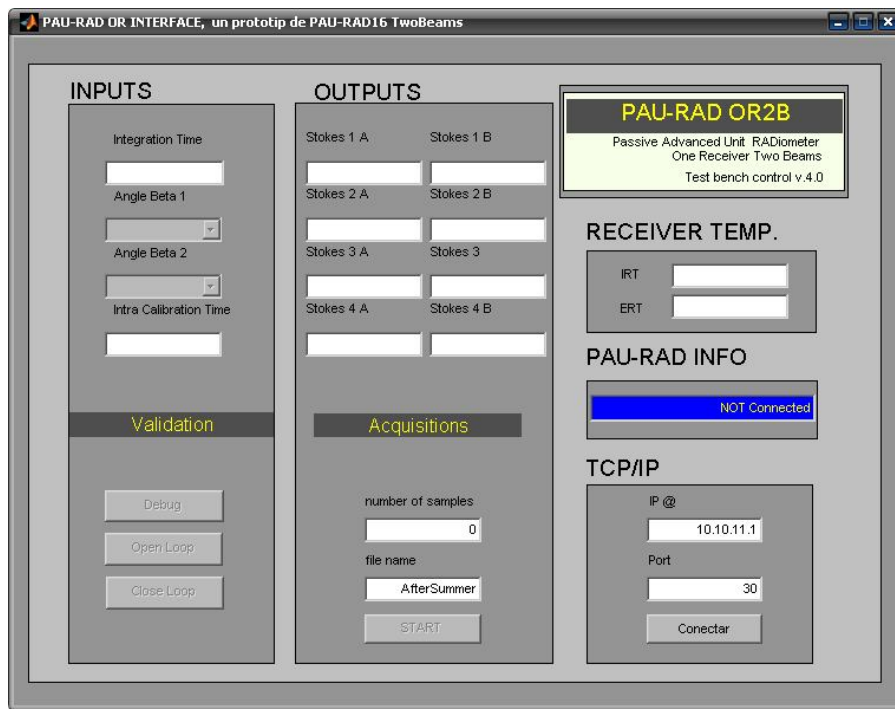 PAU-RAD OR INTERFACE, un prototip de PAU-RAD16 TwoBeams
INPUTS
Integration Time
Angle Beta 1
Angle Beta 2
Intra Calibration Time
Validation
Debug
Open Loop
Close Loop
OUTPUTS
Stokes 1 A Stokes 1 B
Stokes 2 A Stokes 2 B
Stokes 3 A Stokes 3
Stokes 4 A Stokes 4 B
Acquisitions
number of samples
0
file name
AfterSummer
START
PAU-RAD OR2B
Passive Advanced Unit RADiometer
One Receiver Two Beams
Test bench control v.4.0
RECEIVER TEMP.
IRT
ERT
PAU-RAD INFO
NOT Connected
TCP/IP
IP @
10.10.11.1
Port
30
Conectar